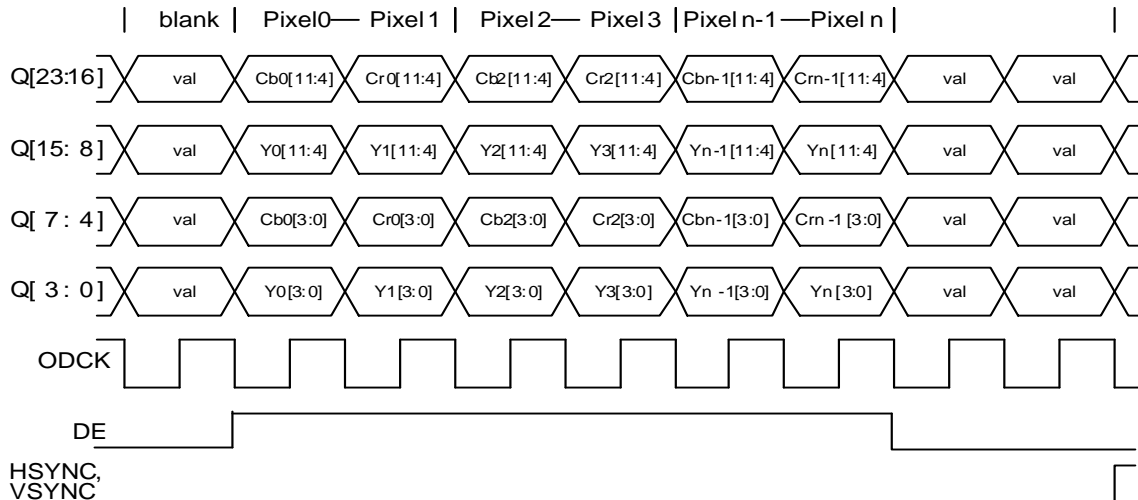 blank | Pixel0— Pixel1 | Pixel2— Pixel3 | Pixeln-1—Pixel n
Q[23:16] val Cb0[11:4] Cr0[11:4] Cb2[11:4] Cr2[11:4] Cbn-1[11:4] Crn-1[11:4] val val
Q[15:8] val Y0[11:4] Y1[11:4] Y2[11:4] Y3[11:4] Yn-1[11:4] Yn[11:4] val val
Q[7:4] val Cb0[3:0] Cr0[3:0] Cb2[3:0] Cr2[3:0] Cbn-1[3:0] Crn-1[3:0] val val
Q[3:0] val Y0[3:0] Y1[3:0] Y2[3:0] Y3[3:0] Yn-1[3:0] Yn[3:0] val val
ODCK
DE
HSYNC,
VSYNC